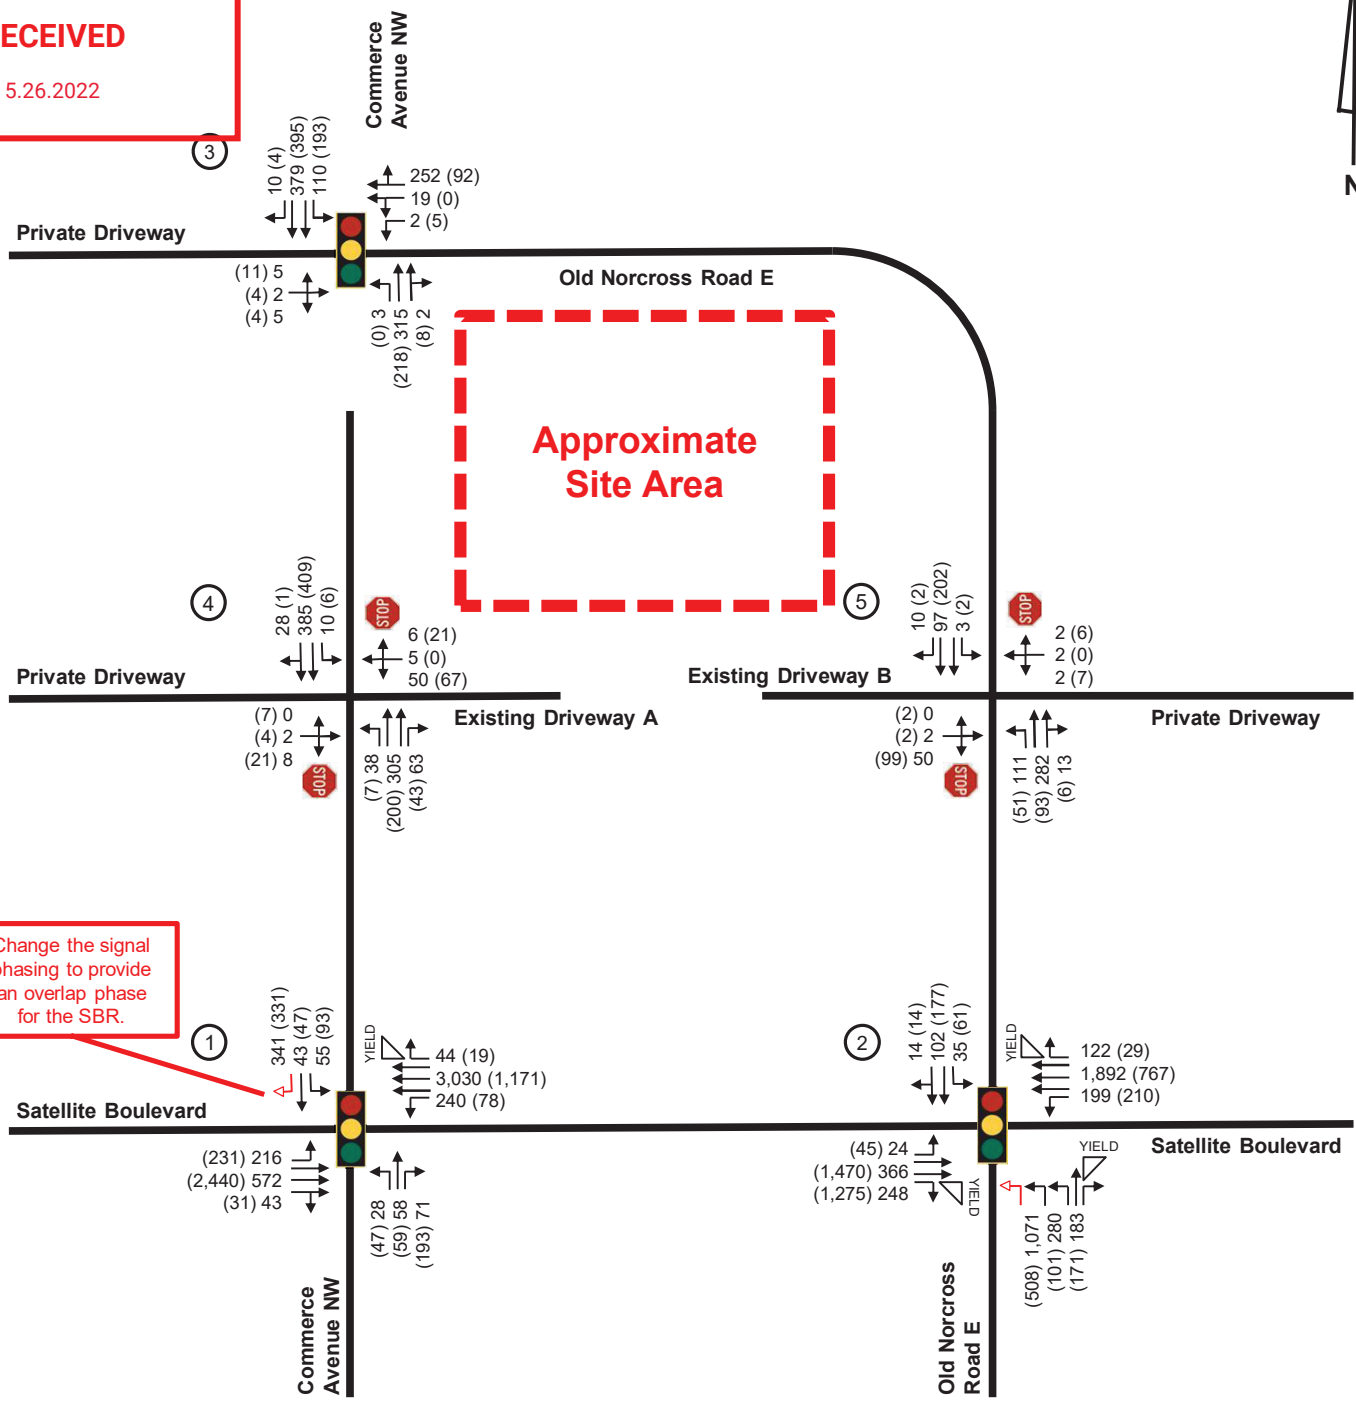 ECEIVED
5.26.2022
Commerce
Avenue NW
N
3
10 (4)
379 (395)
110 (193)
252 (92)
19 (0)
2 (5)
Private Driveway
(11) 5
(4) 2
(4) 5
(0) 3
(218) 315
(8) 2
Old Norcross Road E
Approximate
Site Area
4
28 (1)
385 (409)
10 (6)
STOP
6 (21)
5 (0)
50 (67)
Private Driveway
Existing Driveway A
(7) 0
(4) 2
(21) 8
STOP
(7) 38
(200) 305
(43) 63
5
10 (2)
97 (202)
3 (2)
STOP
2 (6)
2 (0)
2 (7)
Existing Driveway B
Private Driveway
(2) 0
(2) 2
(99) 50
STOP
(51) 111
(93) 282
(6) 13
Change the signal
phasing to provide
an overlap phase
for the SBR.
1
341 (331)
43 (47)
55 (93)
YIELD
44 (19)
3,030 (1,171)
240 (78)
Satellite Boulevard
(231) 216
(2,440) 572
(31) 43
(47) 28
(59) 58
(193) 71
Commerce
Avenue NW
2
14 (14)
102 (177)
35 (61)
YIELD
122 (29)
1,892 (767)
199 (210)
Satellite Boulevard
(45) 24
(1,470) 366
(1,275) 248
YIELD
YIELD
(508) 1,071
(101) 280
(171) 183
Old Norcross
Road E